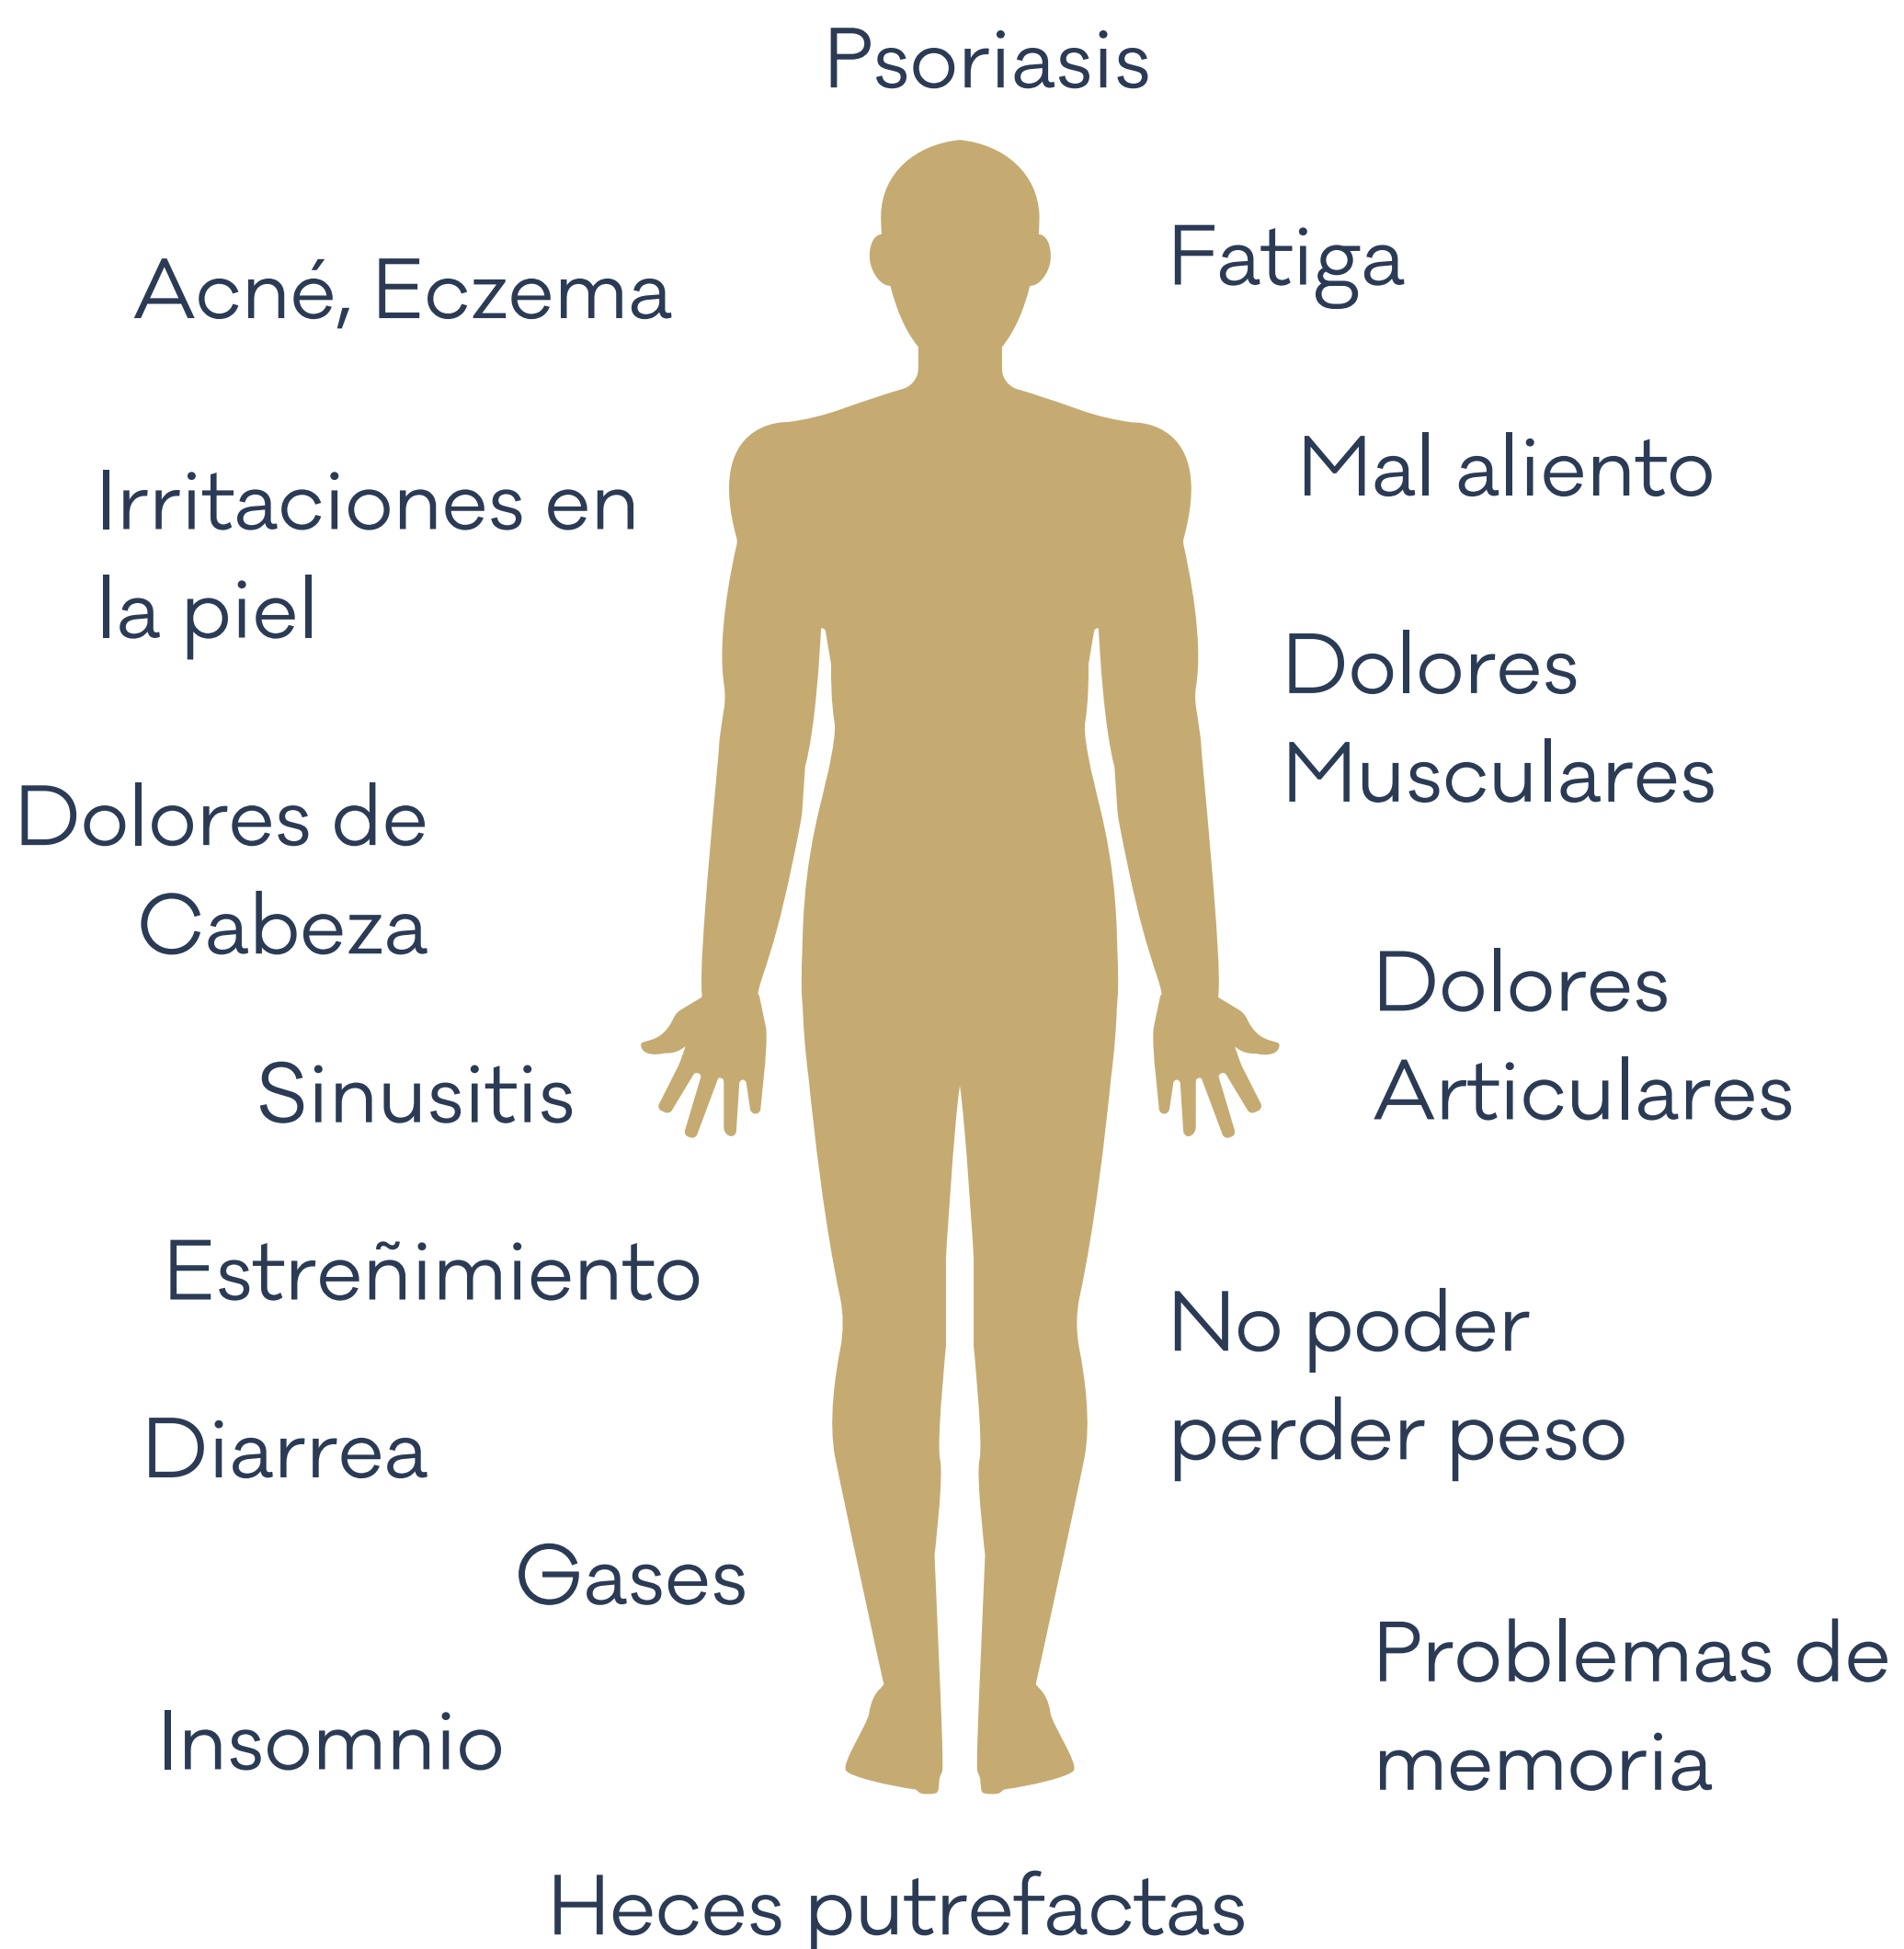 Psoriasis
Fatiga
Acné, Eczema
Mal aliento
Irritaciones en
la piel
Dolores
Musculares
Dolores de
Cabeza
Dolores
Articulares
Sinusitis
Estreñimiento
No poder
perder peso
Diarrea
Gases
Problemas de
memoria
Insomnio
Heces putrefactas